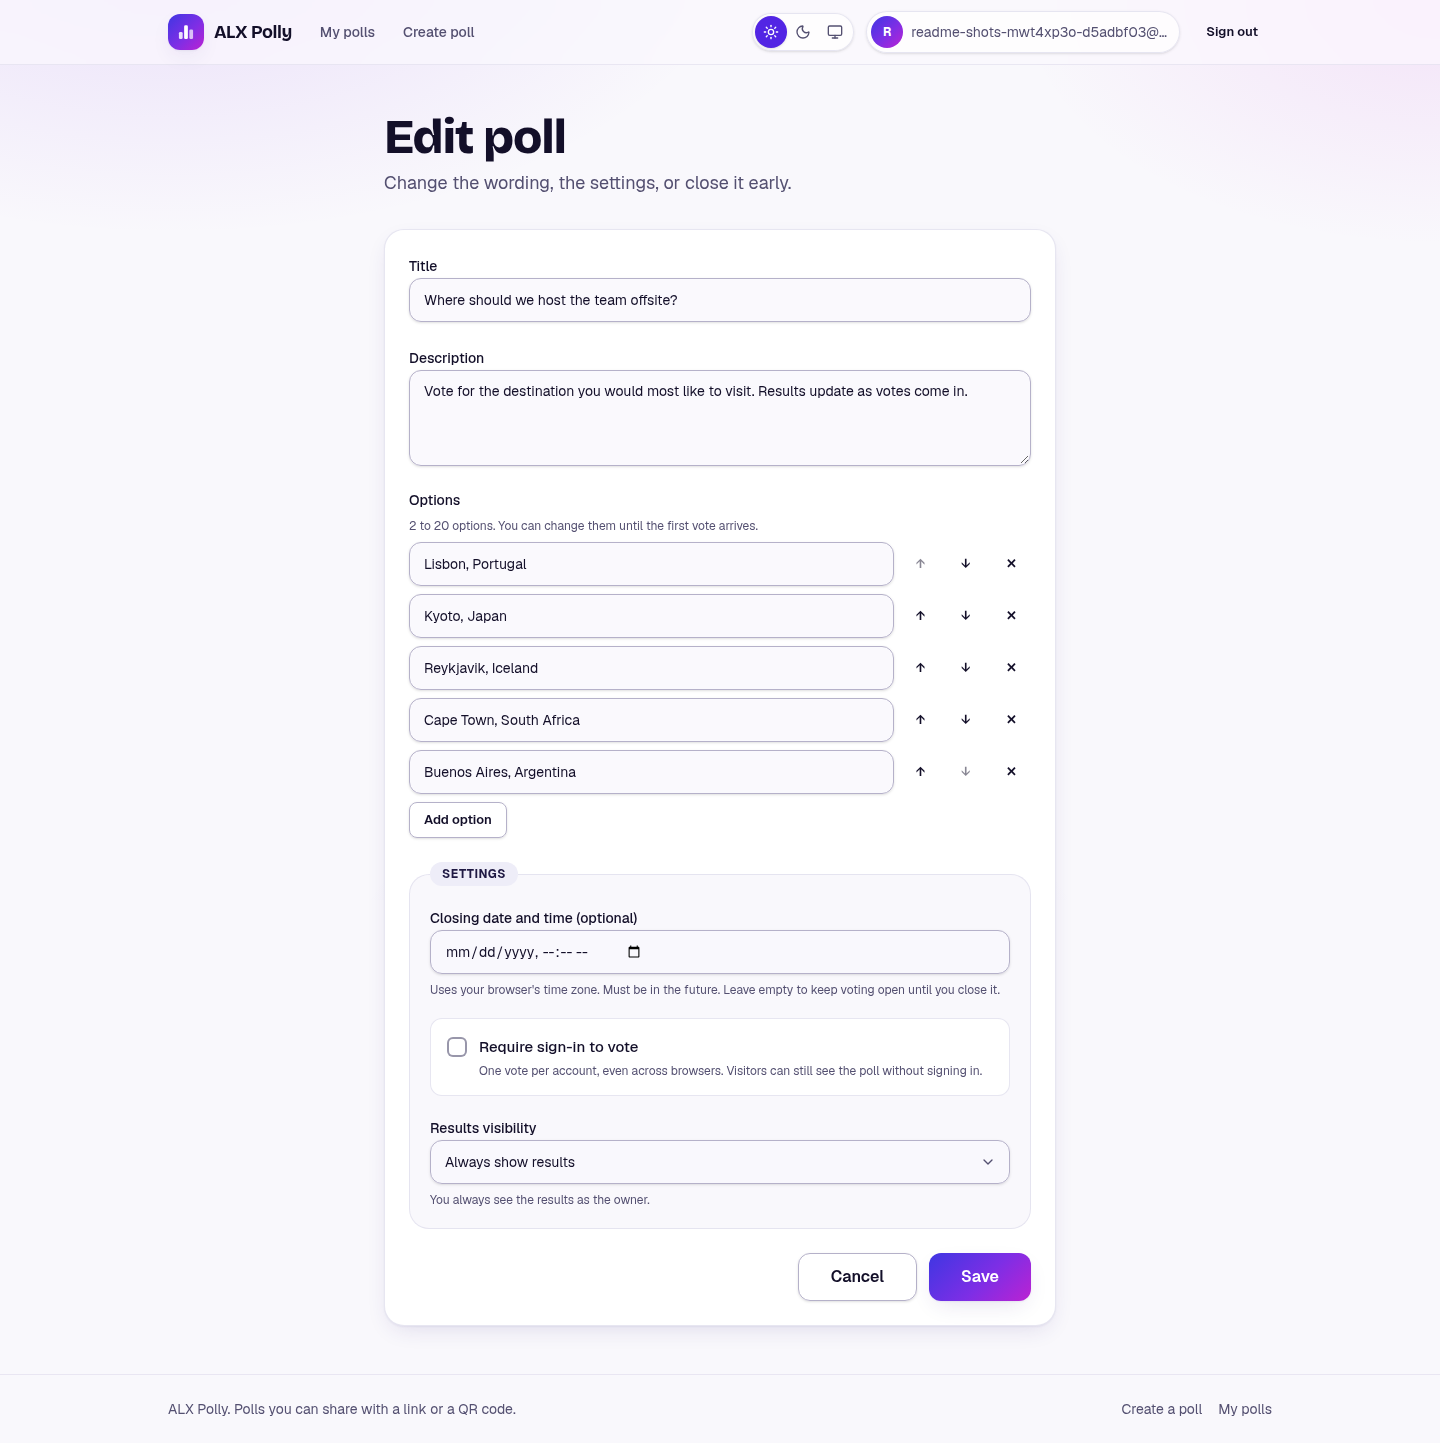 ALX Polly
My polls
Create poll
R
readme-shots-mwt4xp3o-d5adbf03@...
Sign out
Edit poll
Change the wording, the settings, or close it early.
Title
Where should we host the team offsite?
Description
Vote for the destination you would most like to visit. Results update as votes come in.
Options
2 to 20 options. You can change them until the first vote arrives.
Lisbon, Portugal
Kyoto, Japan
Reykjavik, Iceland
Cape Town, South Africa
Buenos Aires, Argentina
Add option
SETTINGS
Closing date and time (optional)
mm/dd/yyyy, --:-- --
Uses your browser's time zone. Must be in the future. Leave empty to keep voting open until you close it.
Require sign-in to vote
One vote per account, even across browsers. Visitors can still see the poll without signing in.
Results visibility
Always show results
You always see the results as the owner.
Cancel
Save
ALX Polly. Polls you can share with a link or a QR code.
Create a poll
My polls